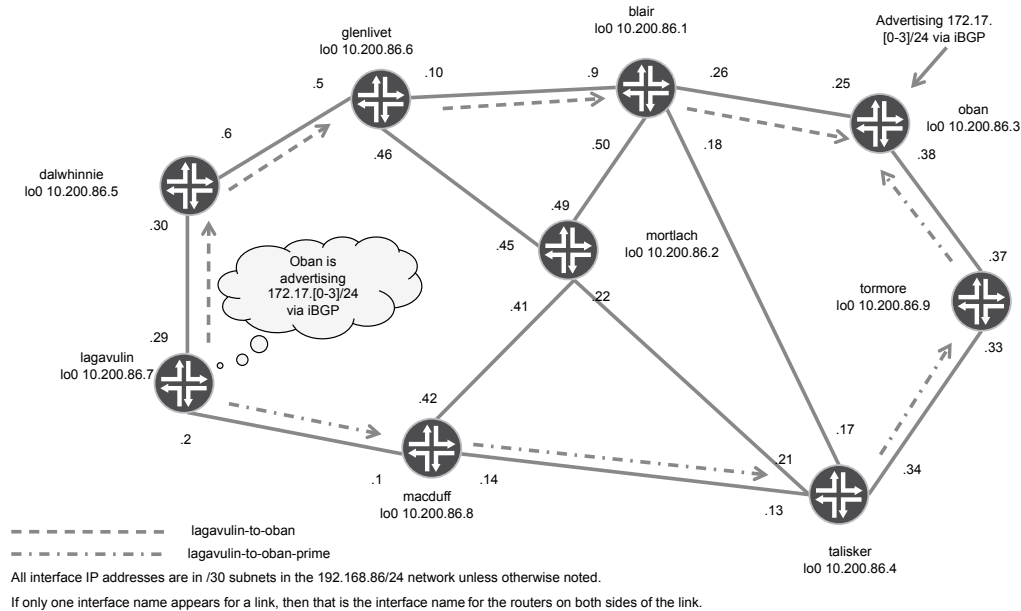 blair
lo0 10.200.86.1
Advertising 172.17.
[0-3]/24 via iBGP
glenlivet
lo0 10.200.86.6
.5
.10
.9
.26
.25
oban
lo0 10.200.86.3
.6
.46
.50
.18
.38
dalwhinnie
lo0 10.200.86.5
.30
.49
.45
mortlach
lo0 10.200.86.2
.37
Oban is
advertising
172.17.[0-3]/24
via iBGP
tormore
lo0 10.200.86.9
.41
.22
.29
.33
lagavulin
lo0 10.200.86.7
.42
.2
.17
.21
.34
.1
.14
.13
macduff
lo0 10.200.86.8
lagavulin-to-oban
lagavulin-to-oban-prime
talisker
lo0 10.200.86.4
All interface IP addresses are in /30 subnets in the 192.168.86/24 network unless otherwise noted.
If only one interface name appears for a link, then that is the interface name for the routers on both sides of the link.